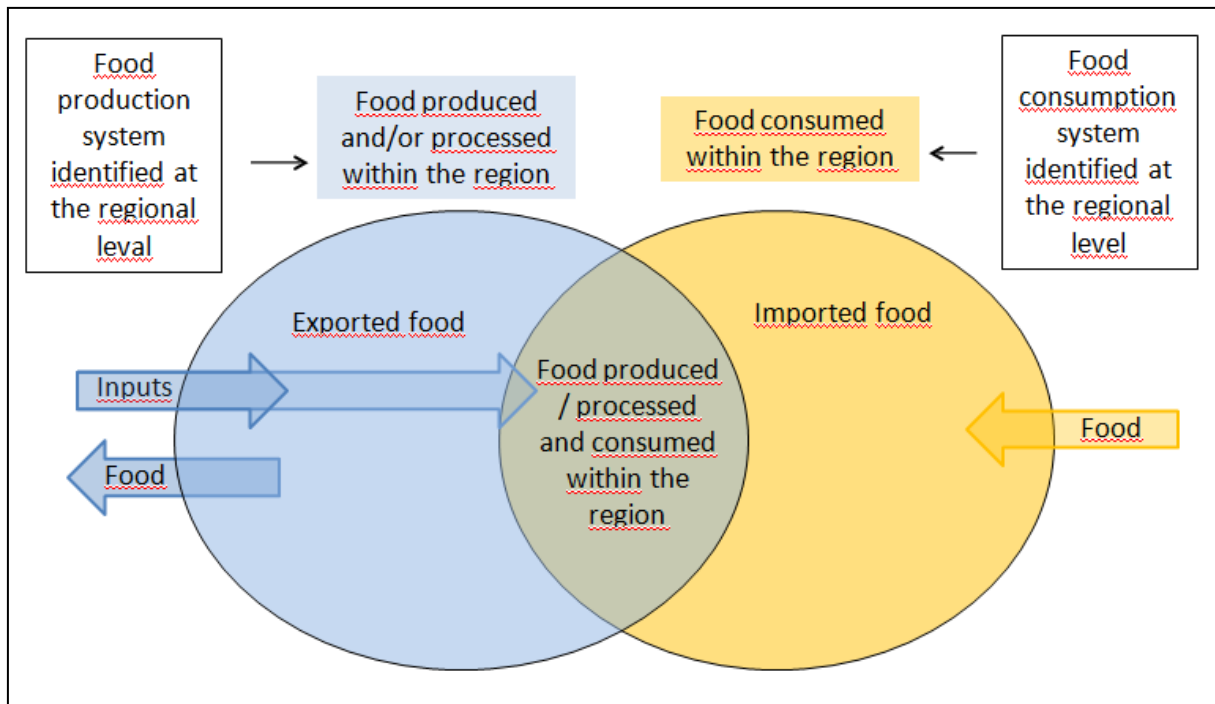 Food
production
system
identified at
the regional
leval
Food produced
and/or processed
within the region
Food consumed
within the region
Food
consumption
system
identified at
the regional
level
Exported food
Imported food
Inputs
Food
Food produced
/ processed
and consumed
within the
region
Food